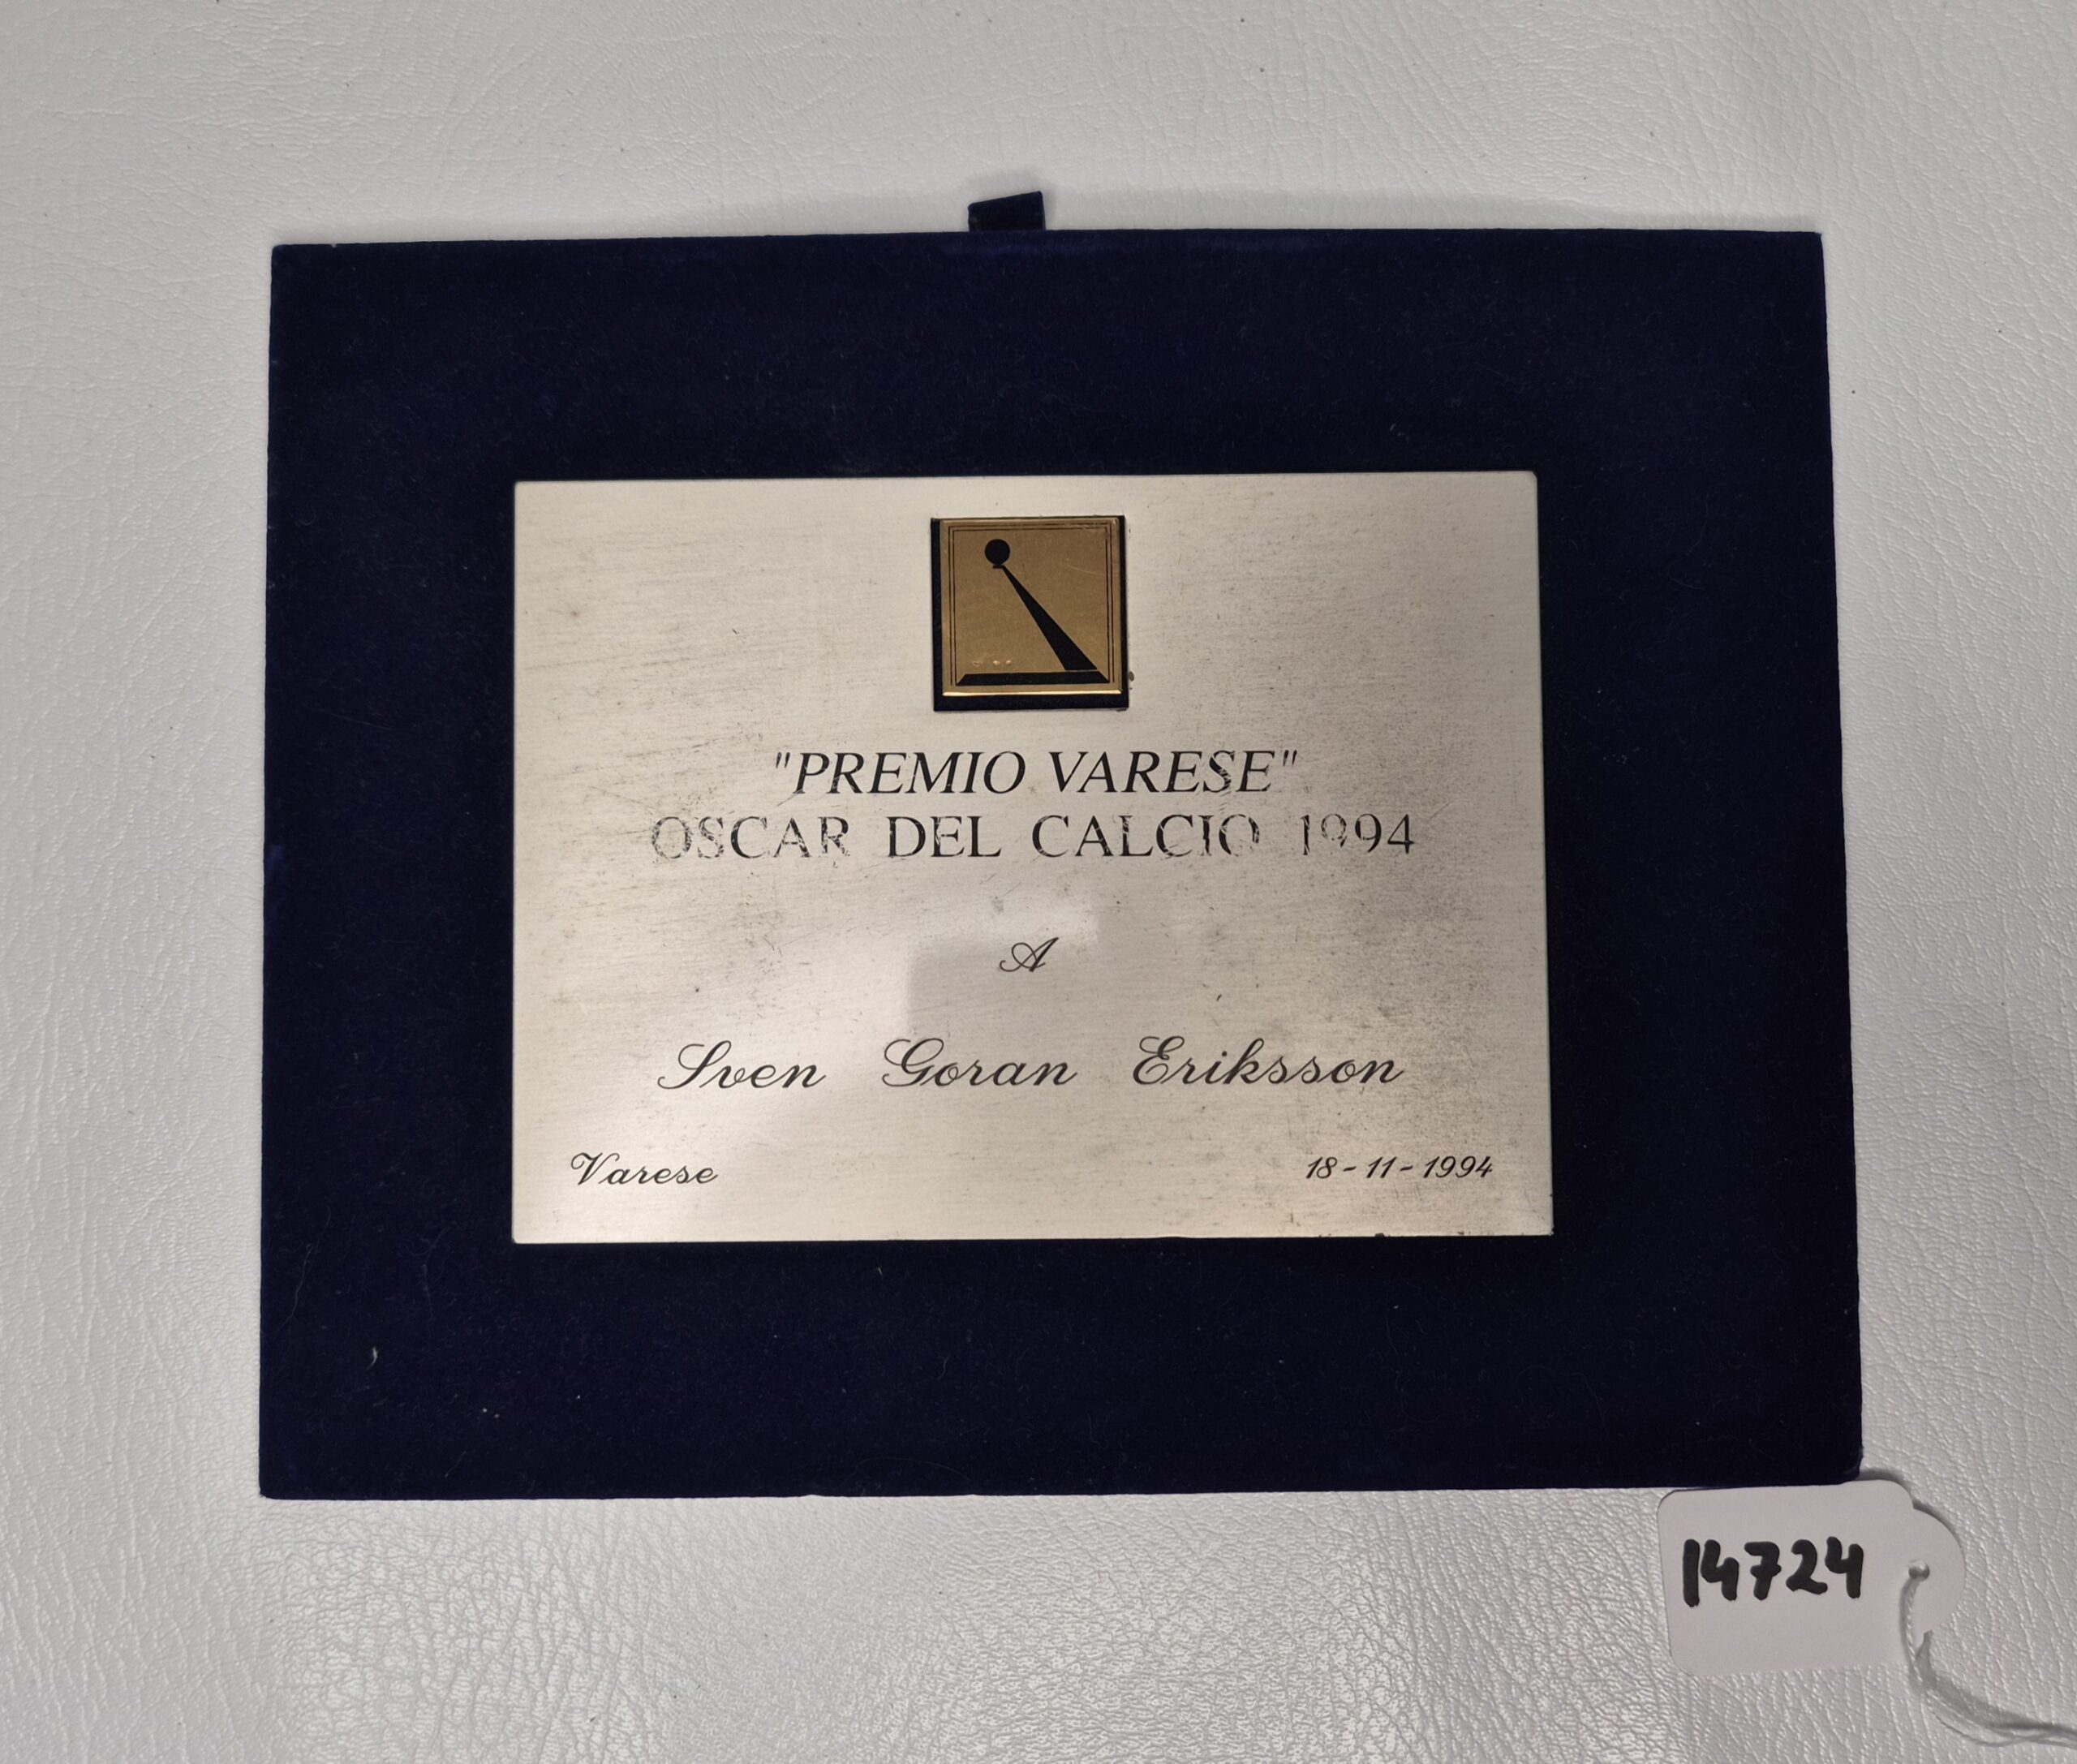 "PREMIO VARESE"
OSCAR DEL CALCIO 1994
A
Sven Goran Eriksson
Varese 18-11-1994
14724